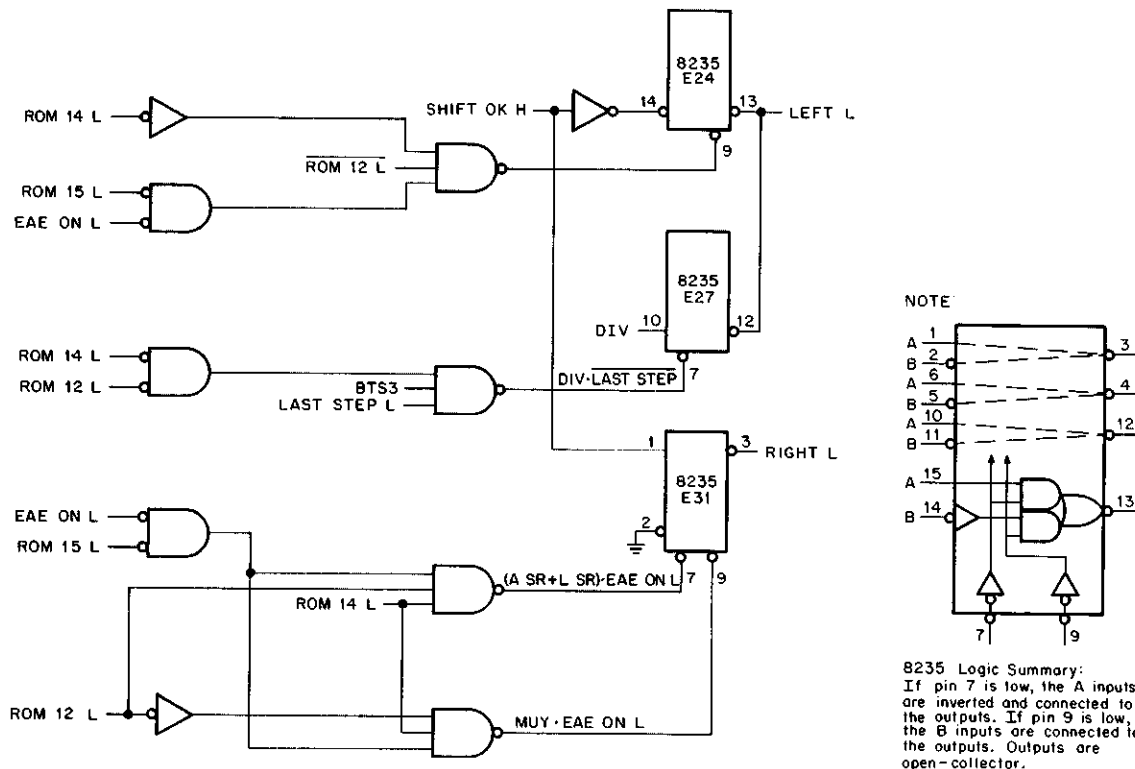 8235
E24
ROM 14 L
SHIFT OK H
14
13
LEFT L
9
ROM 12 L
ROM 15 L
EAE ON L
8235
E27
DIV
10
12
ROM 14 L
ROM 12 L
BTS3
LAST STEP L
DIV·LAST STEP
7
1
3
RIGHT L
8235
E31
2
EAE ON L
ROM 15 L
(A SR+L SR)·EAE ON L
7
9
ROM 14 L
ROM 12 L
MUY·EAE ON L
NOTE
A 1
3
B 2
A 6
4
B 5
A 10
12
B 11
A 15
B 14
13
7
9
8235 Logic Summary:
If pin 7 is low, the A inputs
are inverted and connected to
the outputs. If pin 9 is low,
the B inputs are connected to
the outputs. Outputs are
open-collector.